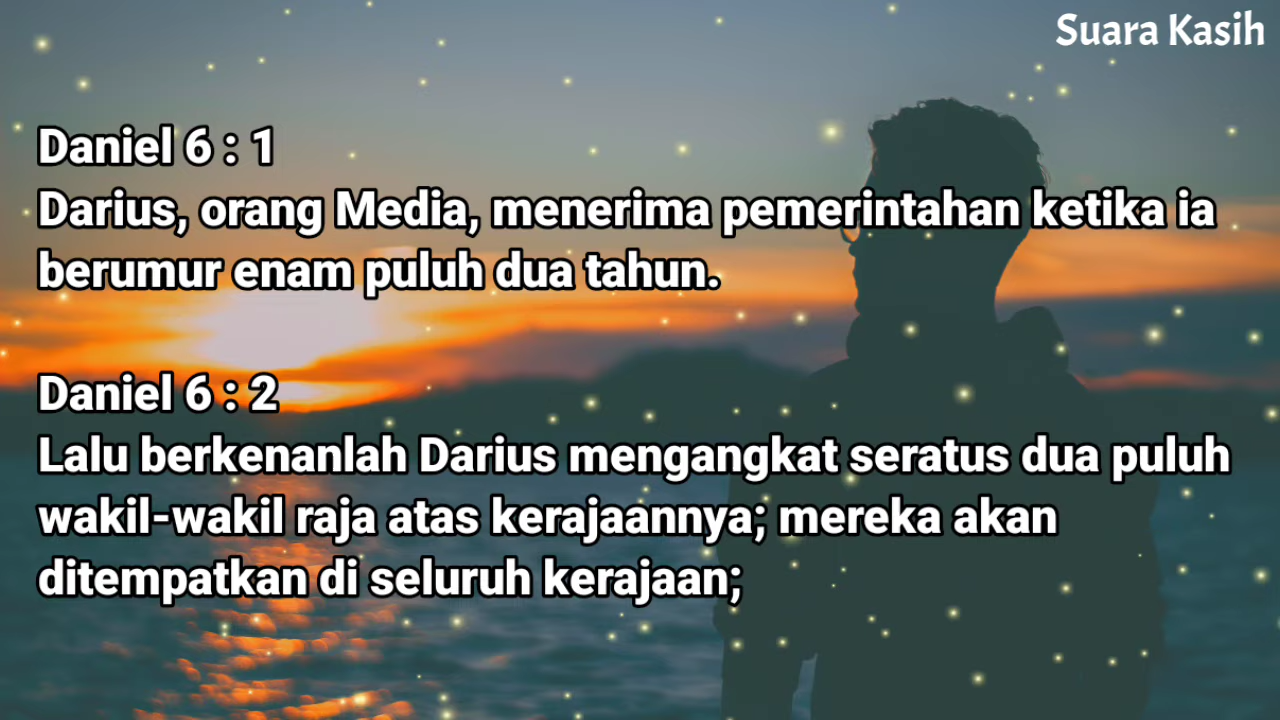 Suara Kasih
Daniel 6 : 1
Darius, orang Media, menerima pemerintahan ketika ia
berumur enam puluh dua tahun.
Daniel 6 : 2
Lalu berkenanlah Darius mengangkat seratus dua puluh
wakil-wakil raja atas kerajaannya; mereka akan
ditempatkan di seluruh kerajaan;